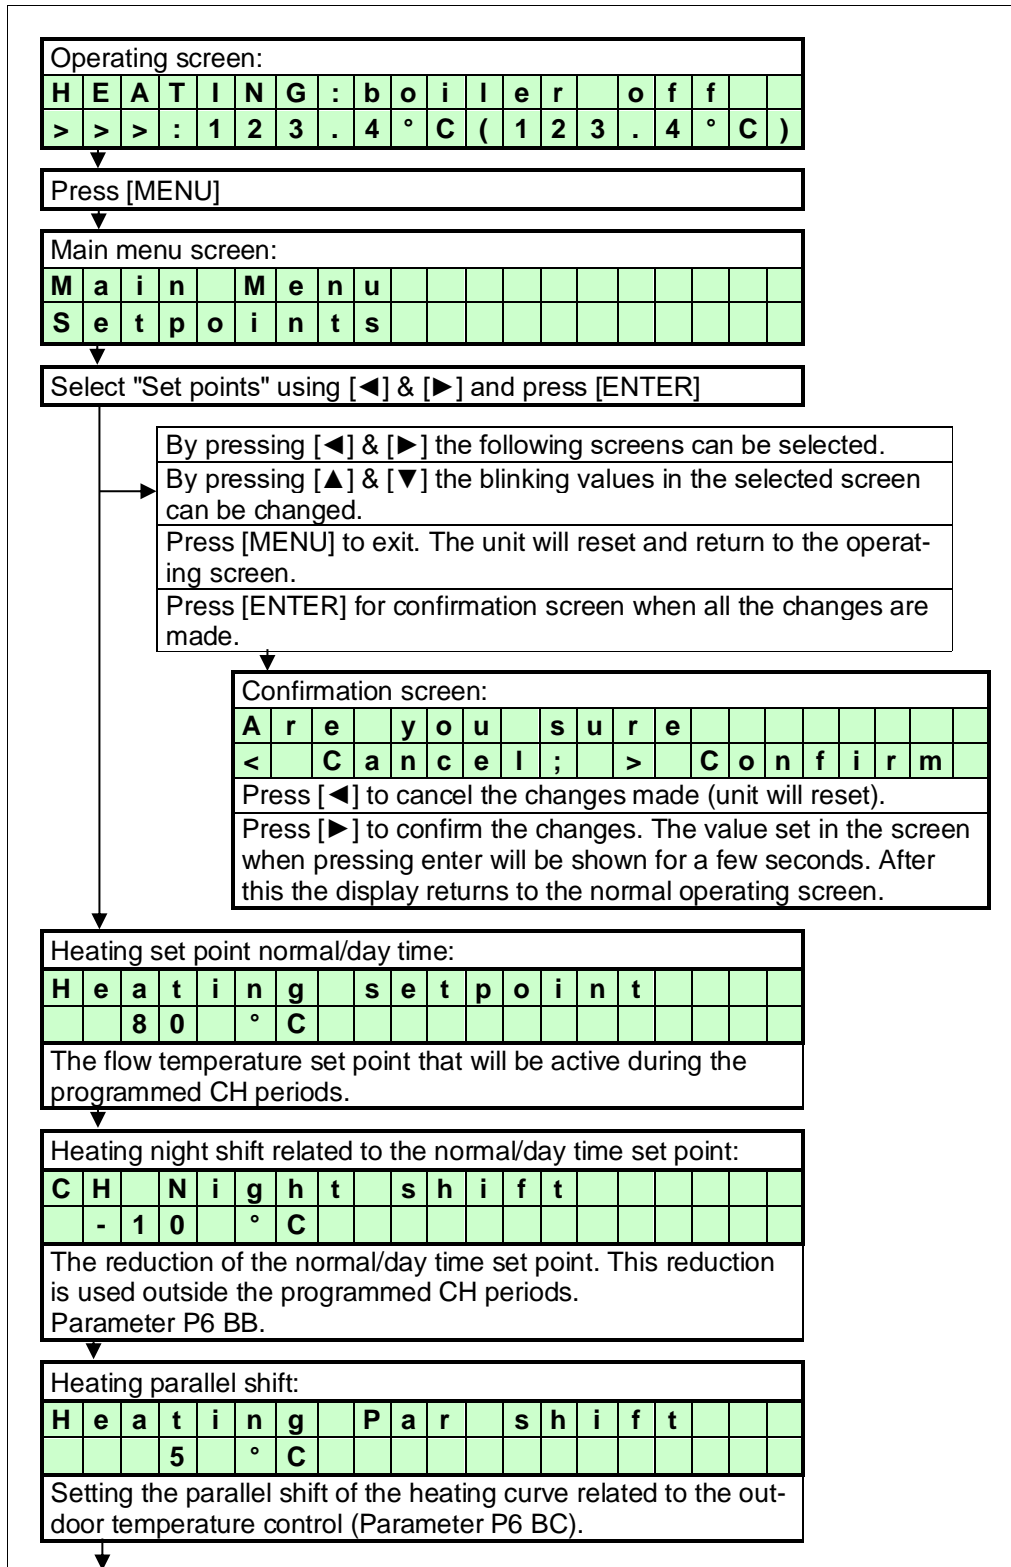 Operating screen:
HEATING:boiler off
>>>:123.4°C(123.4°C)
Press [MENU]
Main menu screen:
Main Menu
Setpoints
Select "Set points" using [◄] & [►] and press [ENTER]
By pressing [◄] & [►] the following screens can be selected.
By pressing [▲] & [▼] the blinking values in the selected screen
can be changed.
Press [MENU] to exit. The unit will reset and return to the operat-
ing screen.
Press [ENTER] for confirmation screen when all the changes are
made.
Confirmation screen:
Are you sure
< Cancel; > Confirm
Press [◄] to cancel the changes made (unit will reset).
Press [►] to confirm the changes. The value set in the screen
when pressing enter will be shown for a few seconds. After
this the display returns to the normal operating screen.
Heating set point normal/day time:
Heating setpoint
80 °C
The flow temperature set point that will be active during the
programmed CH periods.
Heating night shift related to the normal/day time set point:
CH Night shift
-10 °C
The reduction of the normal/day time set point. This reduction
is used outside the programmed CH periods.
Parameter P6 BB.
Heating parallel shift:
Heating Par shift
5 °C
Setting the parallel shift of the heating curve related to the out-
door temperature control (Parameter P6 BC).